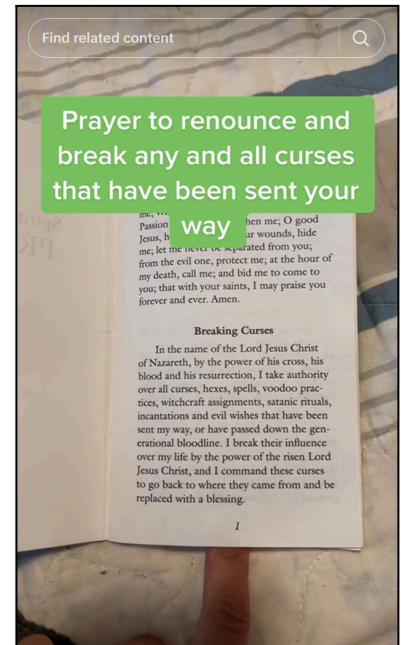 Find related content
Prayer to renounce and
break any and all curses
that have been sent your
way
Passion hen me; O good
Jesus, h ur wounds, hide
me; let me never be separated from you;
from the evil one, protect me; at the hour of
my death, call me; and bid me to come to
you; that with your saints, I may praise you
forever and ever. Amen.
Breaking Curses
In the name of the Lord Jesus Christ
of Nazareth, by the power of his cross, his
blood and his resurrection, I take authority
over all curses, hexes, spells, voodoo prac-
tices, witchcraft assignments, satanic rituals,
incantations and evil wishes that have been
sent my way, or have passed down the gen-
erational bloodline. I break their influence
over my life by the power of the risen Lord
Jesus Christ, and I command these curses
to go back to where they came from and be
replaced with a blessing.
1